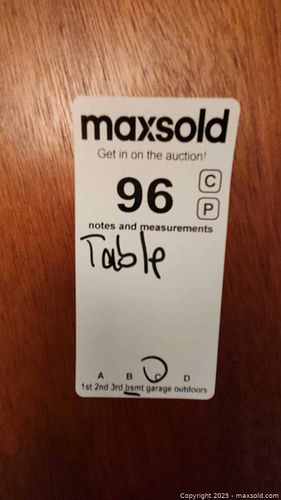 maxsold
Get in on the auction!
96
C
P
notes and measurements
Table
A B C D
1st 2nd 3rd bsmt garage outdoors
Copyright 2025 - maxsold.com